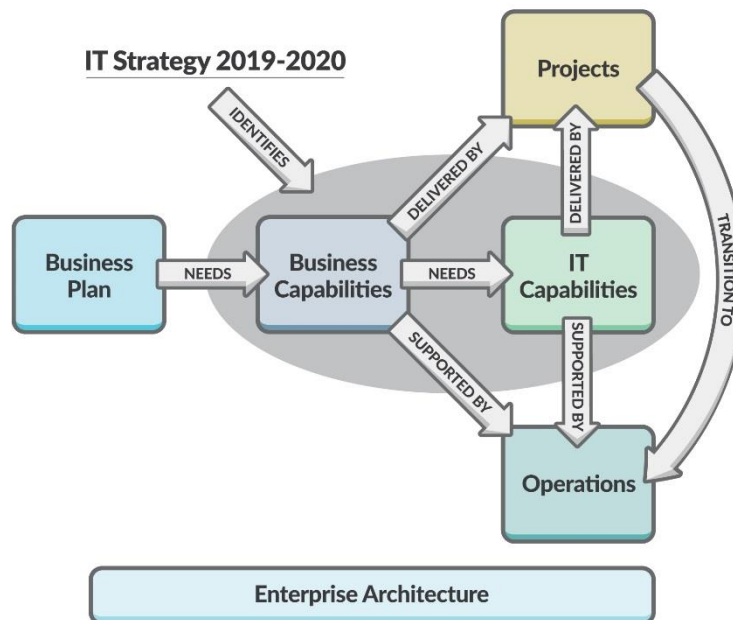 IT Strategy 2019-2020
Projects
IDENTIFIES
DELIVERED BY
DELIVERED BY
TRANSITION TO
Business
Plan
NEEDS
Business
Capabilities
NEEDS
IT
Capabilities
SUPPORTED BY
SUPPORTED BY
Operations
Enterprise Architecture